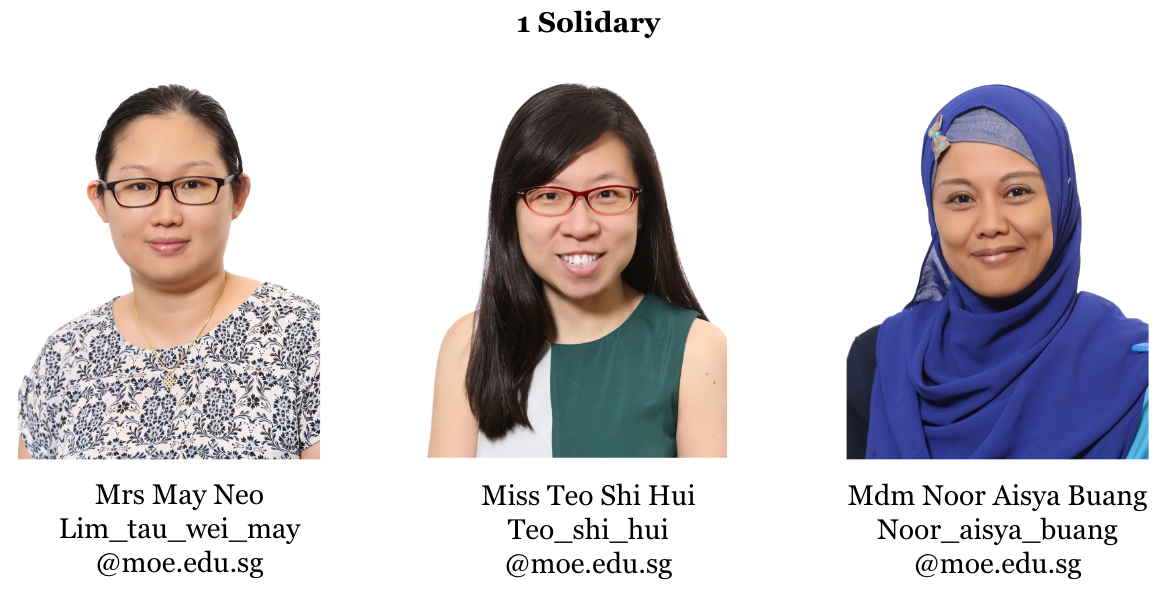 1 Solidary
Mrs May Neo
Lim_tau_wei_may
@moe.edu.sg
Miss Teo Shi Hui
Teo_shi_hui
@moe.edu.sg
Mdm Noor Aisya Buang
Noor_aisya_buang
@moe.edu.sg